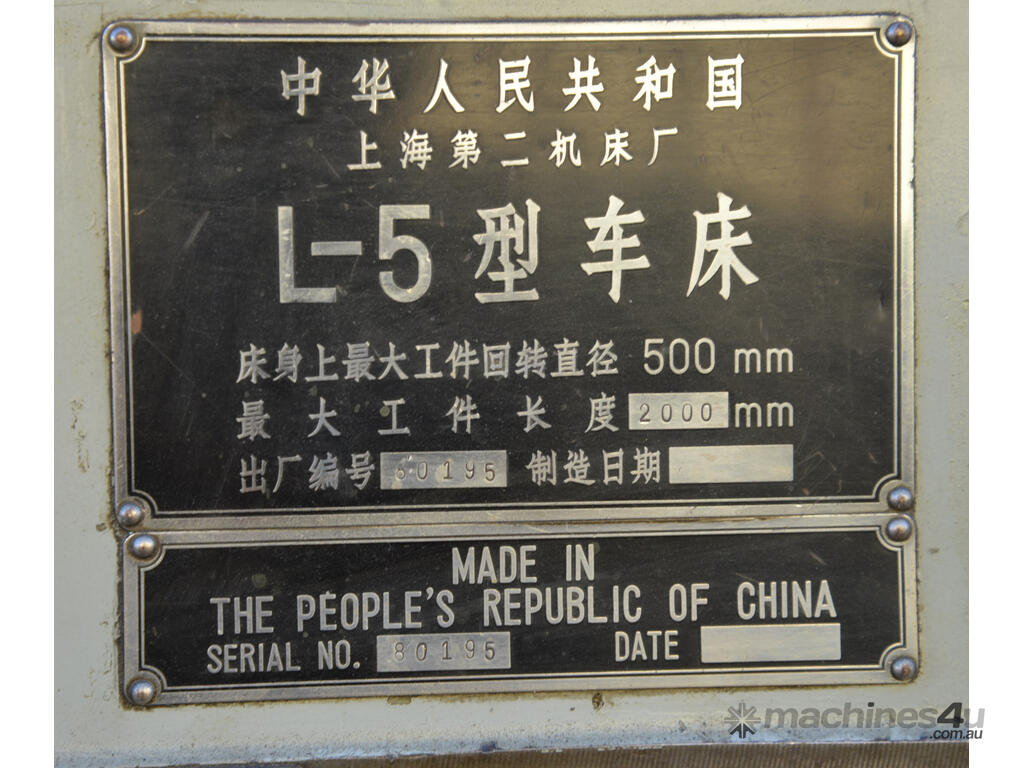 中华人民共和国
上海第二机床厂
L-5型车床
床身上最大工件回转直径 500 mm
最大工件长度 2000 mm
出厂编号 80195 制造日期
MADE IN
THE PEOPLE'S REPUBLIC OF CHINA
SERIAL NO. 80195 DATE
machines4u
.com.au